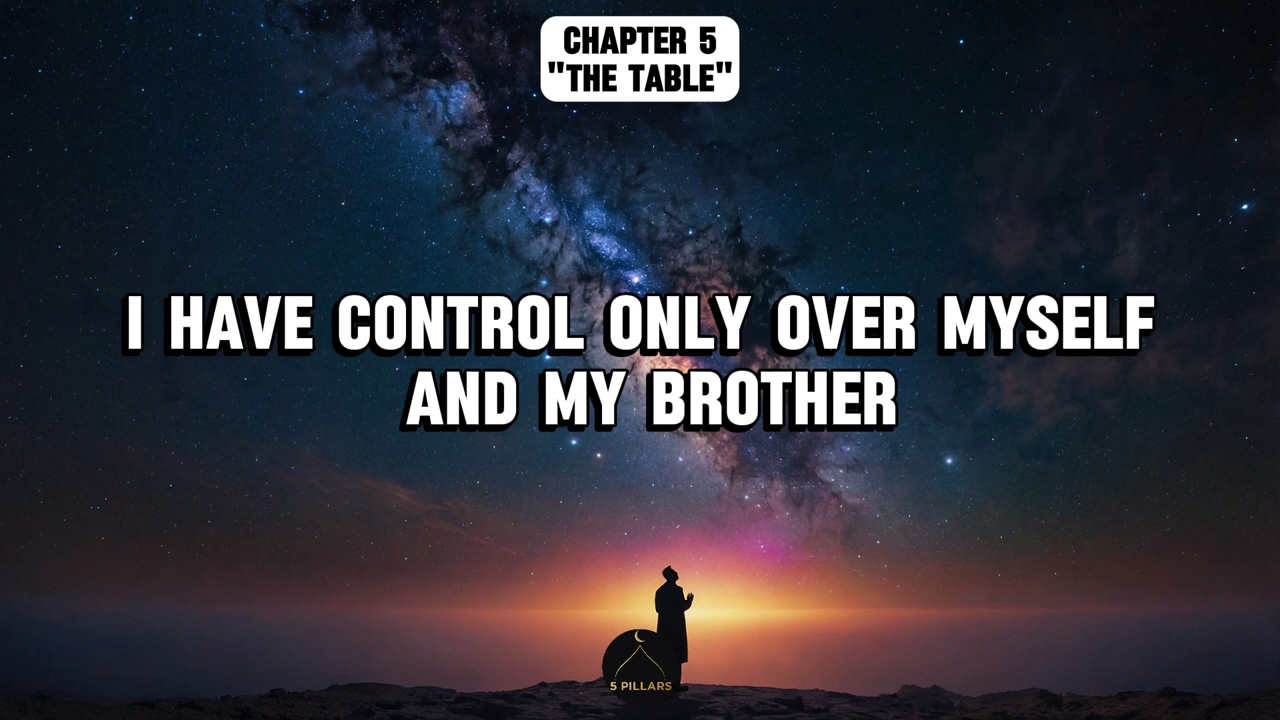 CHAPTER 5
"THE TABLE"
I HAVE CONTROL ONLY OVER MYSELF
AND MY BROTHER
5 PILLARS